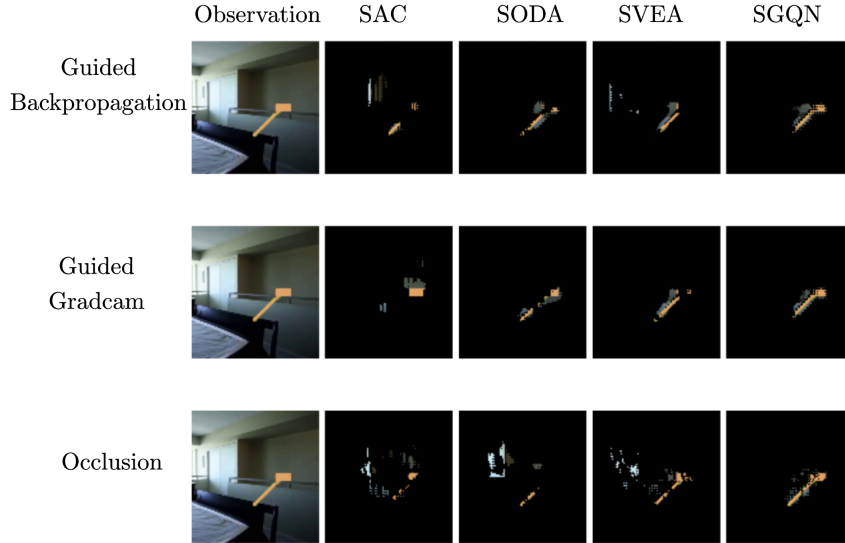 Observation SAC SODA SVEA SGQN
Guided
Backpropagation
Guided
Gradcam
Occlusion